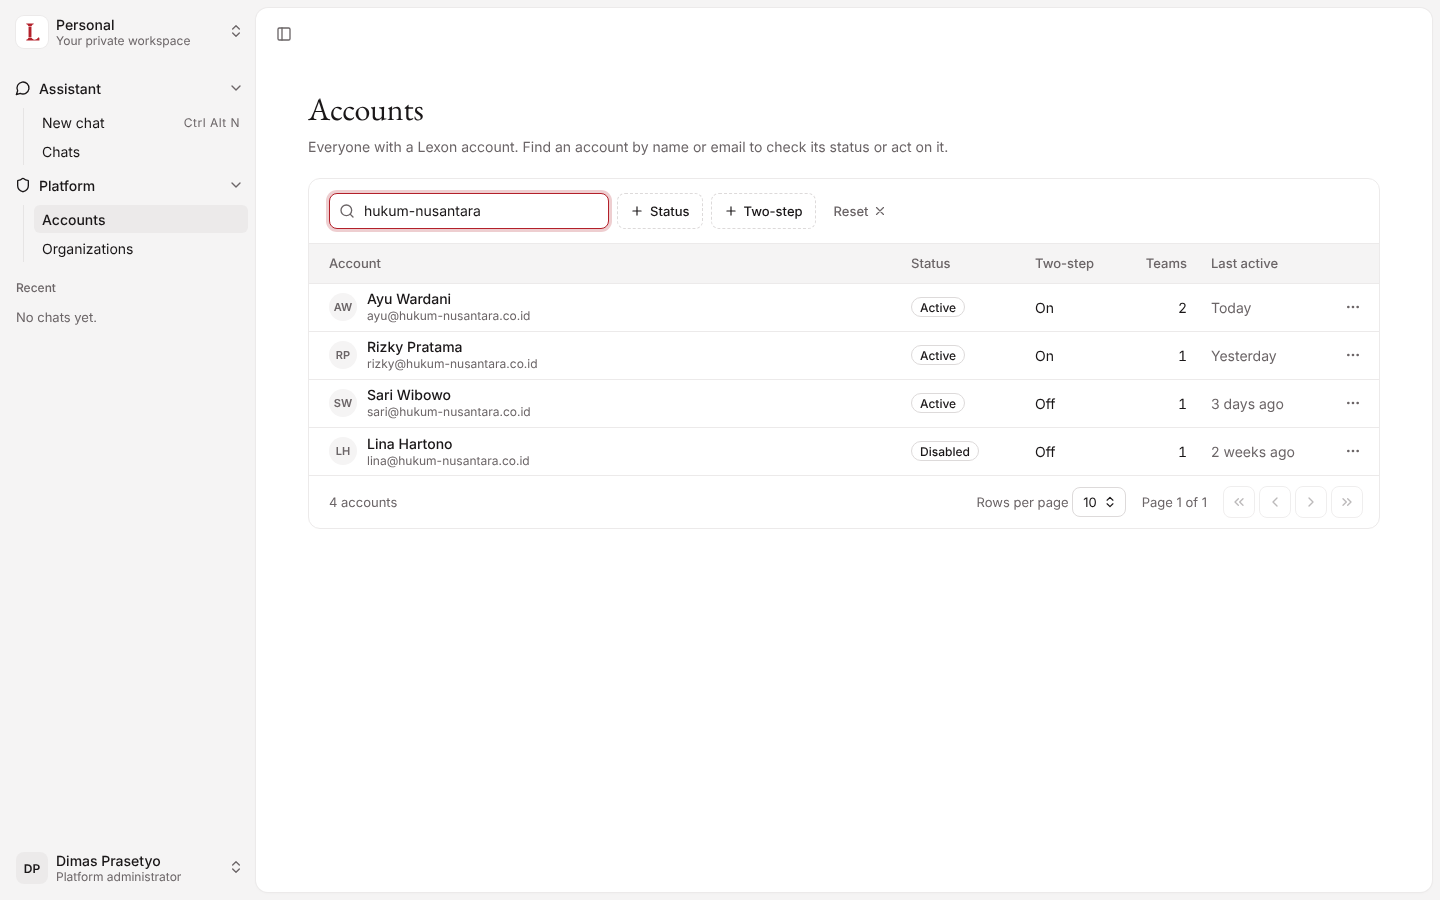 L
Personal
Your private workspace
Assistant
New chat Ctrl Alt N
Chats
Platform
Accounts
Organizations
Recent
No chats yet.
DP
Dimas Prasetyo
Platform administrator
Accounts
Everyone with a Lexon account. Find an account by name or email to check its status or act on it.
hukum-nusantara
Status
Two-step
Reset
Account Status Two-step Teams Last active
AW Ayu Wardani
ayu@hukum-nusantara.co.id
Active On 2 Today
RP Rizky Pratama
rizky@hukum-nusantara.co.id
Active On 1 Yesterday
SW Sari Wibowo
sari@hukum-nusantara.co.id
Active Off 1 3 days ago
LH Lina Hartono
lina@hukum-nusantara.co.id
Disabled Off 1 2 weeks ago
4 accounts Rows per page 10 Page 1 of 1